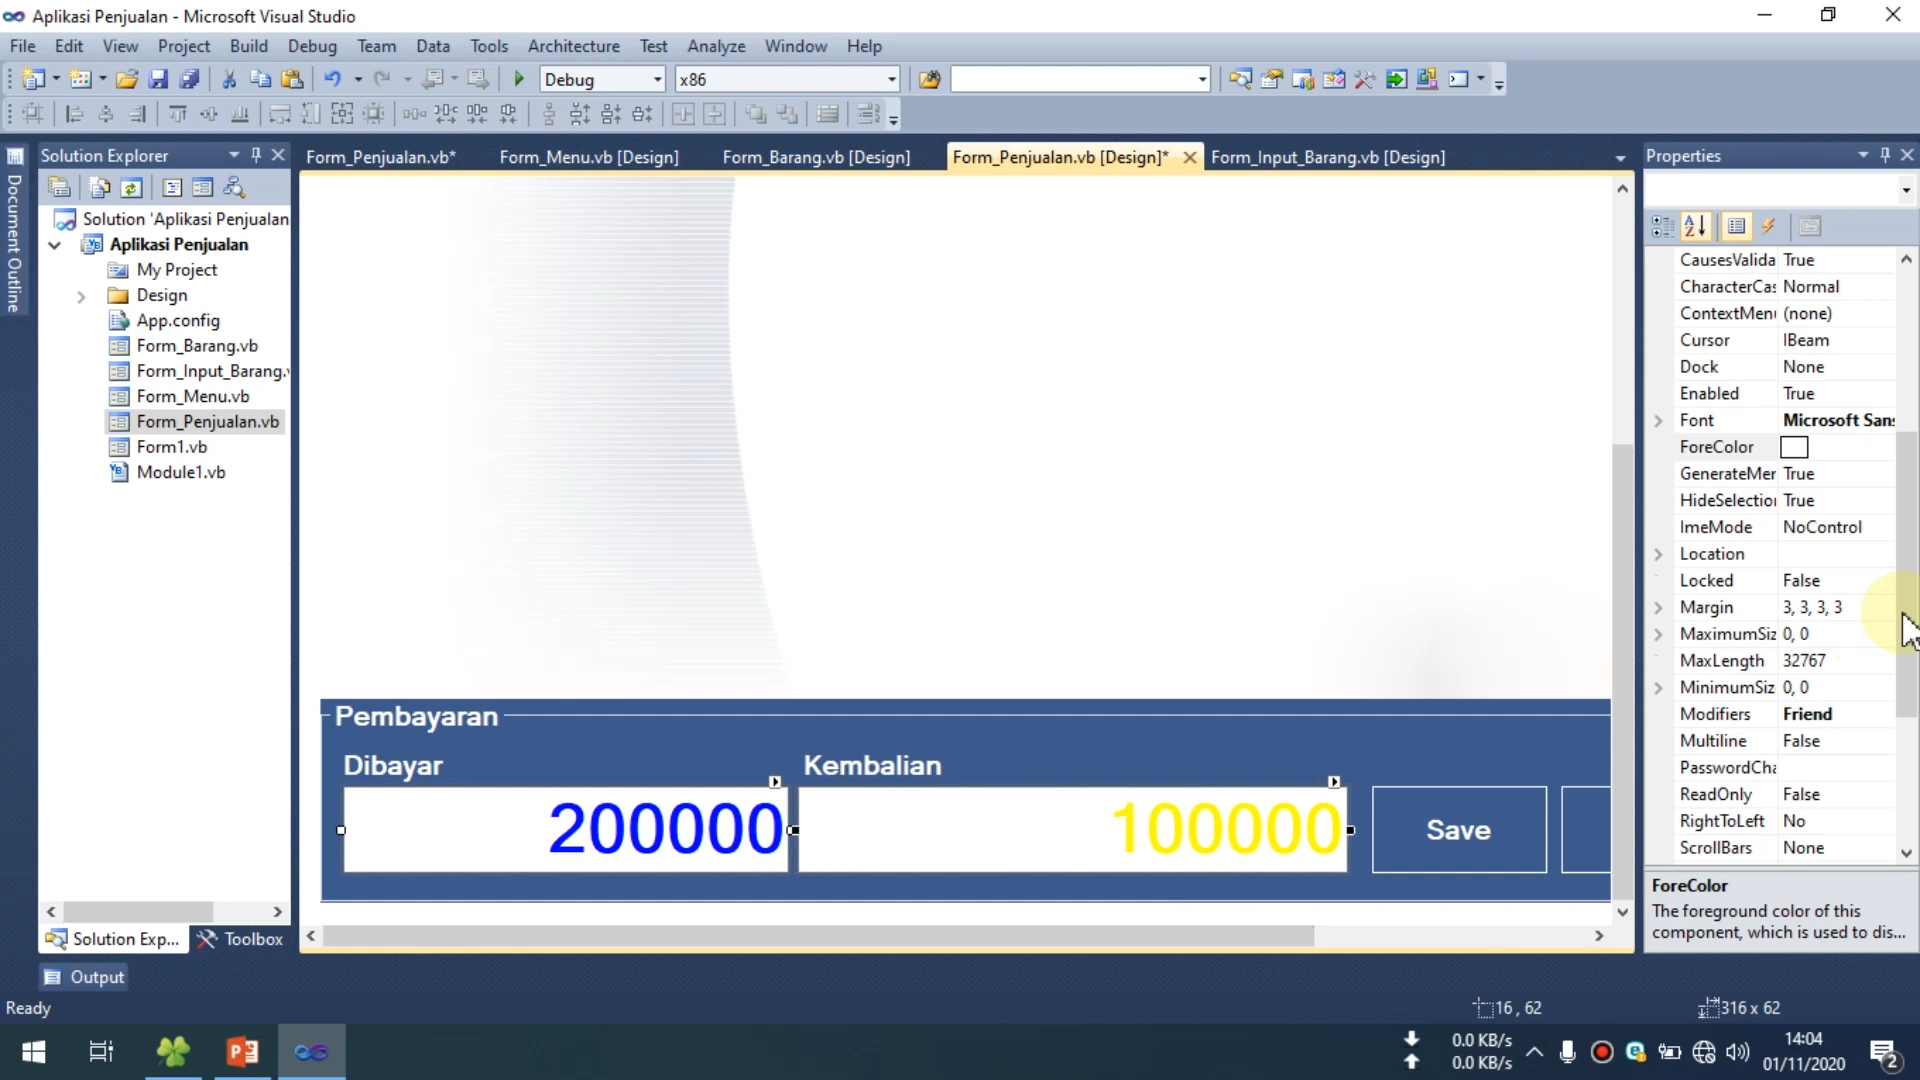 Aplikasi Penjualan - Microsoft Visual Studio
File Edit View Project Build Debug Team Data Tools Architecture Test Analyze Window Help
Debug x86
Document Outline
Solution Explorer
Solution 'Aplikasi Penjualan
Aplikasi Penjualan
My Project
Design
App.config
Form_Barang.vb
Form_Input_Barang.
Form_Menu.vb
Form_Penjualan.vb
Form1.vb
Module1.vb
Solution Exp... Toolbox
Form_Penjualan.vb* Form_Menu.vb [Design] Form_Barang.vb [Design] Form_Penjualan.vb [Design]* Form_Input_Barang.vb [Design]
Pembayaran
Dibayar Kembalian
200000 100000 Save
Properties
CausesValida True
CharacterCas Normal
ContextMenu (none)
Cursor IBeam
Dock None
Enabled True
Font Microsoft Sans
ForeColor
GenerateMer True
HideSelection True
ImeMode NoControl
Location
Locked False
Margin 3, 3, 3, 3
MaximumSiz 0, 0
MaxLength 32767
MinimumSiz 0, 0
Modifiers Friend
Multiline False
PasswordCha
ReadOnly False
RightToLeft No
ScrollBars None
ForeColor
The foreground color of this
component, which is used to dis...
Output
Ready 16 , 62 316 x 62
0.0 KB/s
0.0 KB/s
14:04
01/11/2020
2